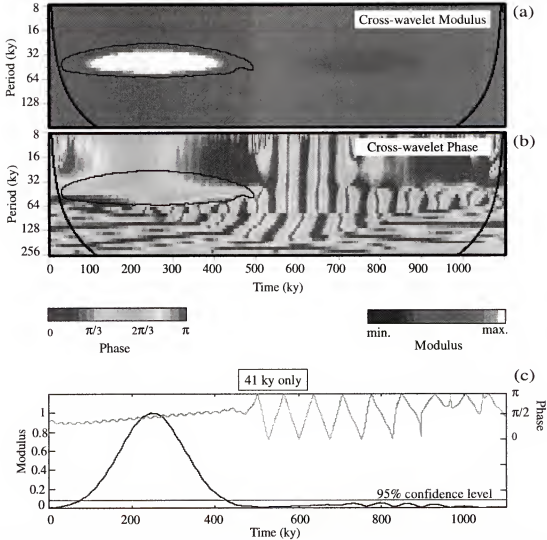 (a)
Cross-wavelet Modulus
Period (ky)
8
16
32
64
128
(b)
Cross-wavelet Phase
Period (ky)
8
16
32
64
128
256
0 100 200 300 400 500 600 700 800 900 1000
Time (ky)
0 π/3 2π/3 π
Phase
min. max.
Modulus
(c)
41 ky only
Modulus
1
0.8
0.6
0.4
0.2
0
π
π/2
0
Phase
95% confidence level
0 200 400 600 800 1000
Time (ky)